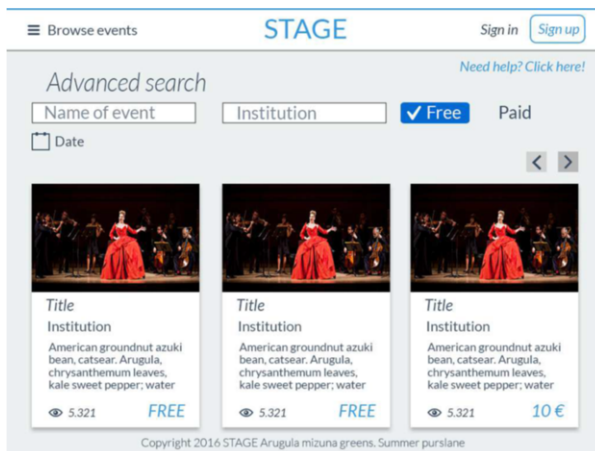 Browse events
STAGE
Sign in
Sign up
Need help? Click here!
Advanced search
Name of event
Institution
Free
Paid
Date
Title
Institution
American groundnut azuki
bean, catsear. Arugula,
chrysanthemum leaves,
kale sweet pepper; water
5.321
FREE
Title
Institution
American groundnut azuki
bean, catsear. Arugula,
chrysanthemum leaves,
kale sweet pepper; water
5.321
FREE
Title
Institution
American groundnut azuki
bean, catsear. Arugula,
chrysanthemum leaves,
kale sweet pepper; water
5.321
10 €
Copyright 2016 STAGE Arugula mizuna greens. Summer purslane